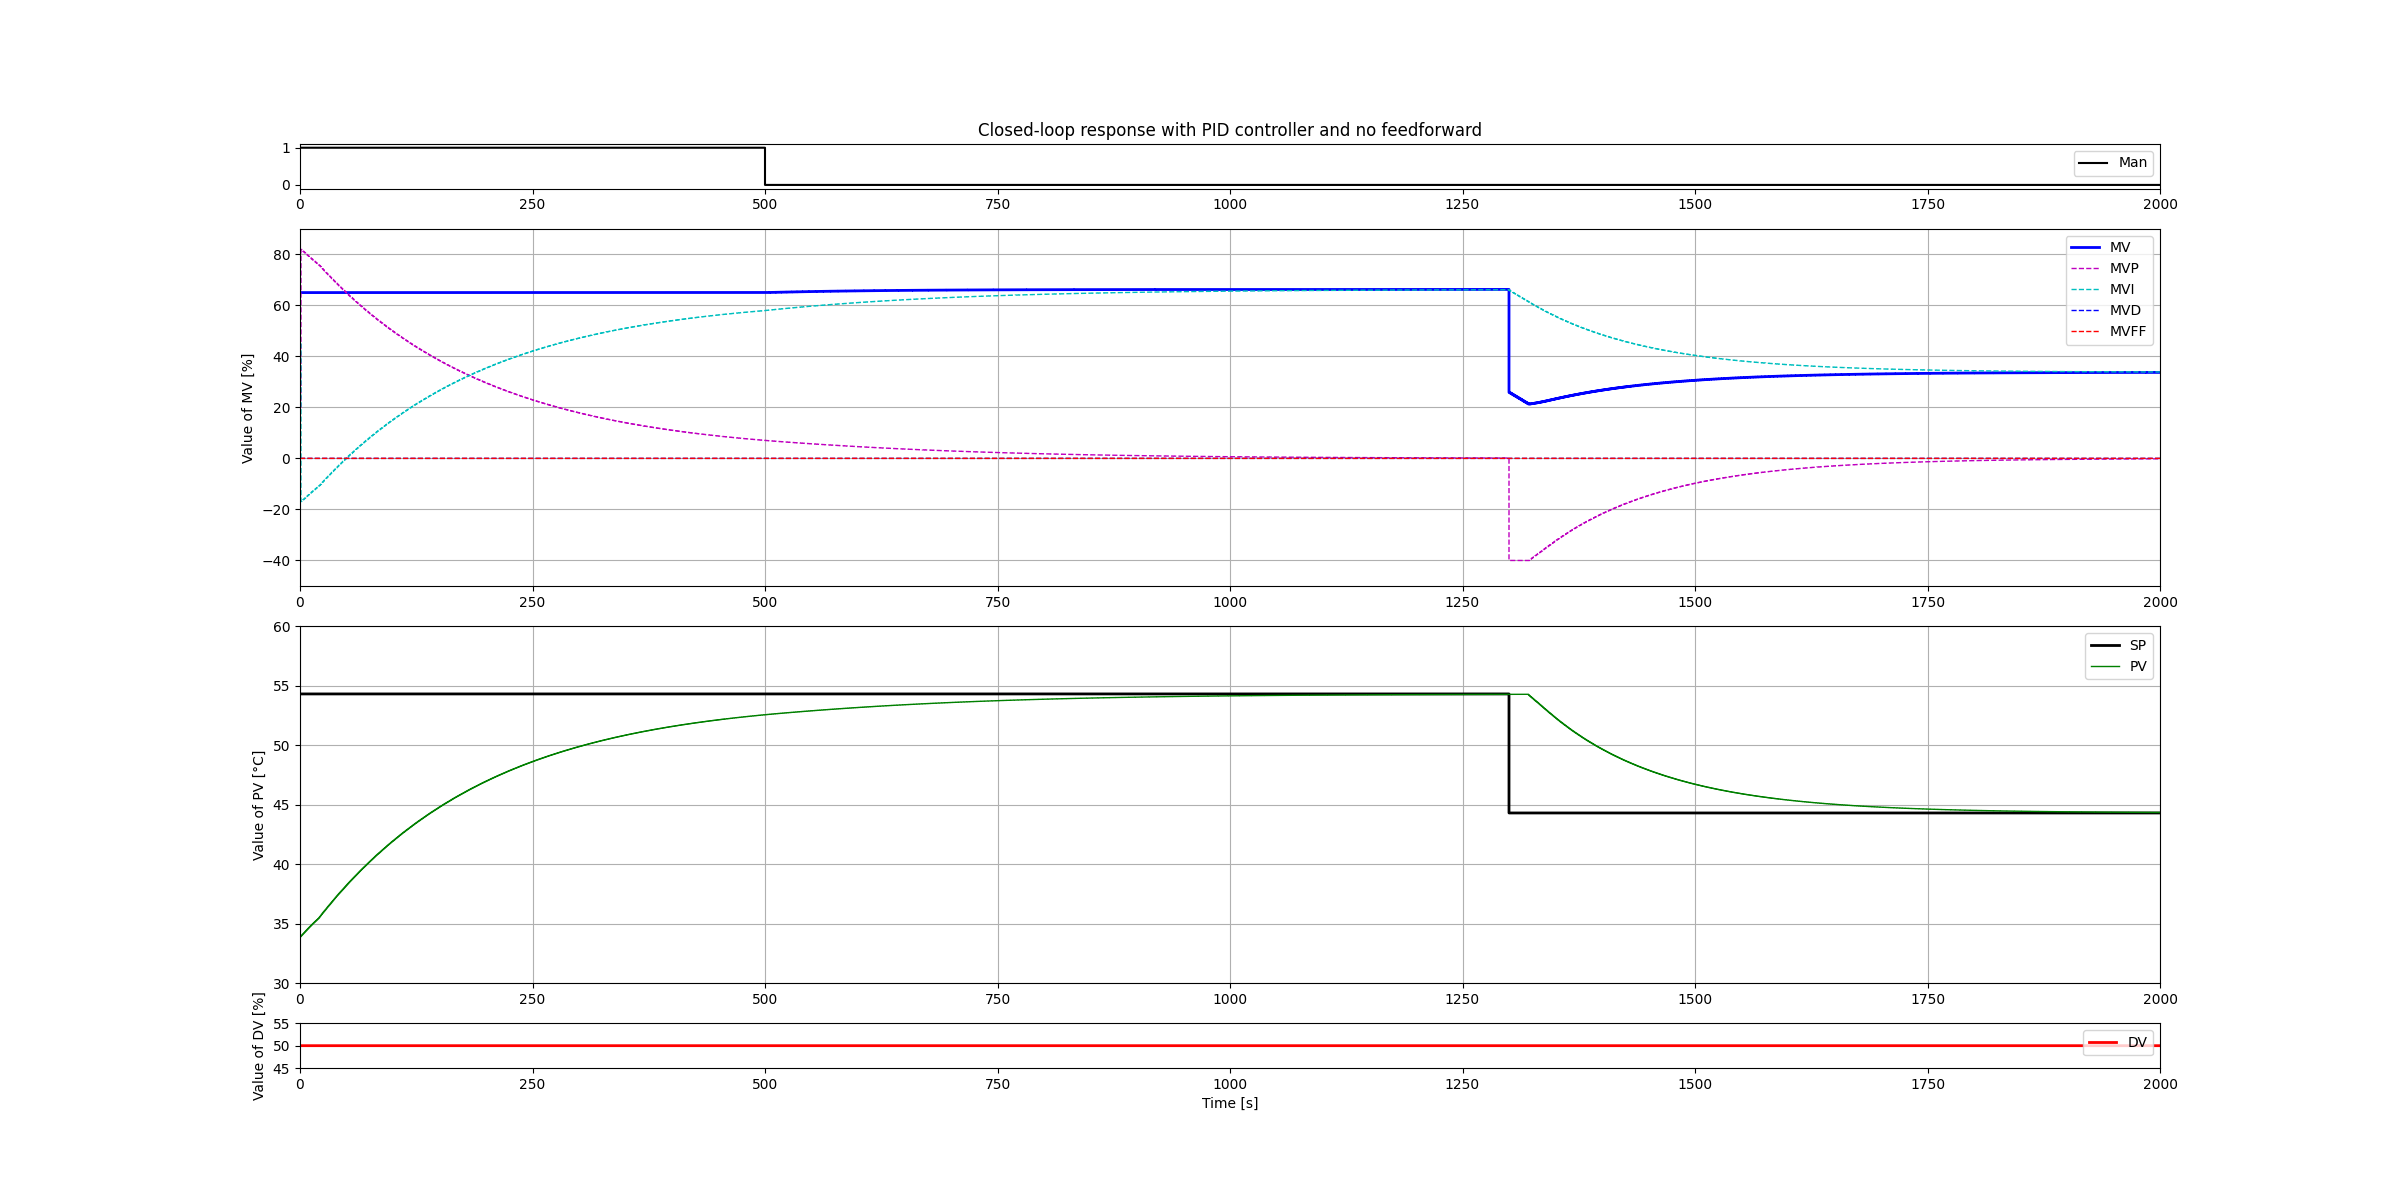 Closed-loop response with PID controller and no feedforward
1
0
Man
0 250 500 750 1000 1250 1500 1750 2000
Value of MV [%]
80
60
40
20
0
−20
−40
MV
MVP
MVI
MVD
MVFF
0 250 500 750 1000 1250 1500 1750 2000
Value of PV [°C]
60
55
50
45
40
35
30
SP
PV
0 250 500 750 1000 1250 1500 1750 2000
Value of DV [%]
55
50
45
DV
0 250 500 750 1000 1250 1500 1750 2000
Time [s]